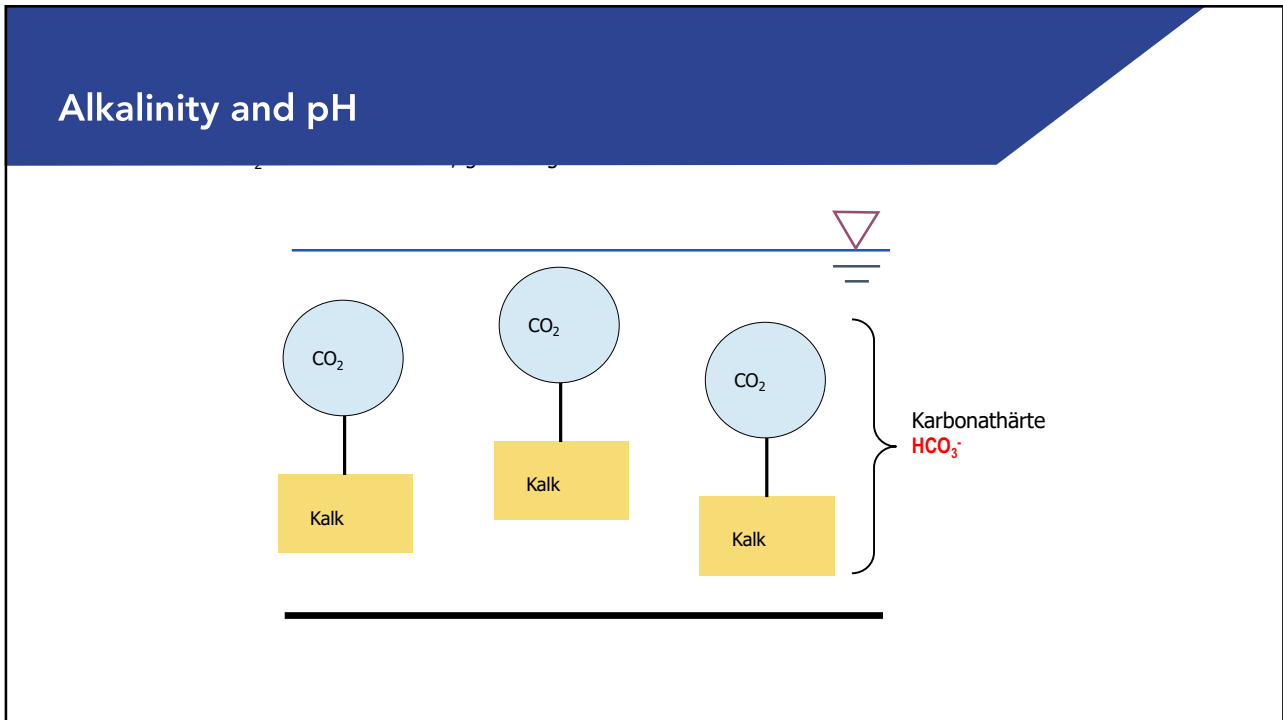 Alkalinity and pH
CO₂
CO₂
CO₂
Karbonathärte
HCO₃⁻
Kalk
Kalk
Kalk